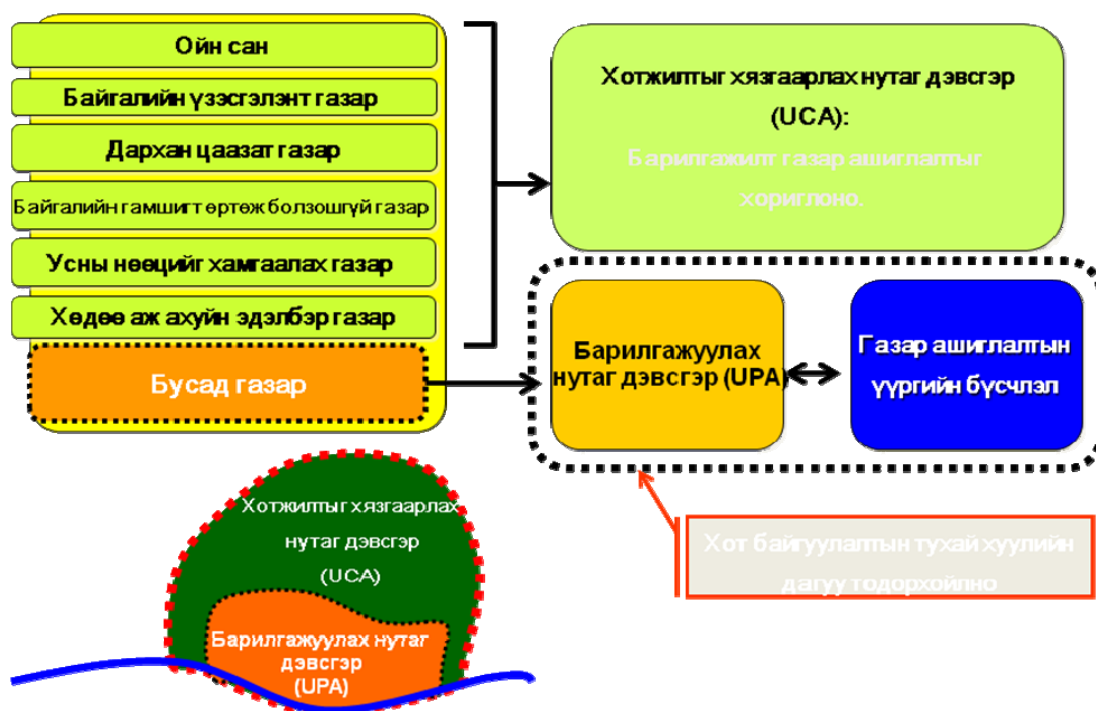 Ойн сан
Байгалийн үзэсгэлэнт газар
Дархан цаазат газар
Байгалийн гамшигт өртөж болзошгүй газар
Усны нөөцийг хамгаалах газар
Хөдөө аж ахуйн эдэлбэр газар
Бусад газар
Хотжилтыг хязгаарлах нутаг дэвсгэр
(UCA):
Барилгажилт газар ашиглалтыг
хориглоно.
Барилгажуулах
нутаг дэвсгэр (UPA)
Газар ашиглалтын
үүргийн бүсчлэл
Хот байгуулалтын тухай хуулийн
дагуу тодорхойлно
Хотжилтыг хязгаарлах
нутаг дэвсгэр
(UCA)
Барилгажуулах нутаг
дэвсгэр
(UPA)